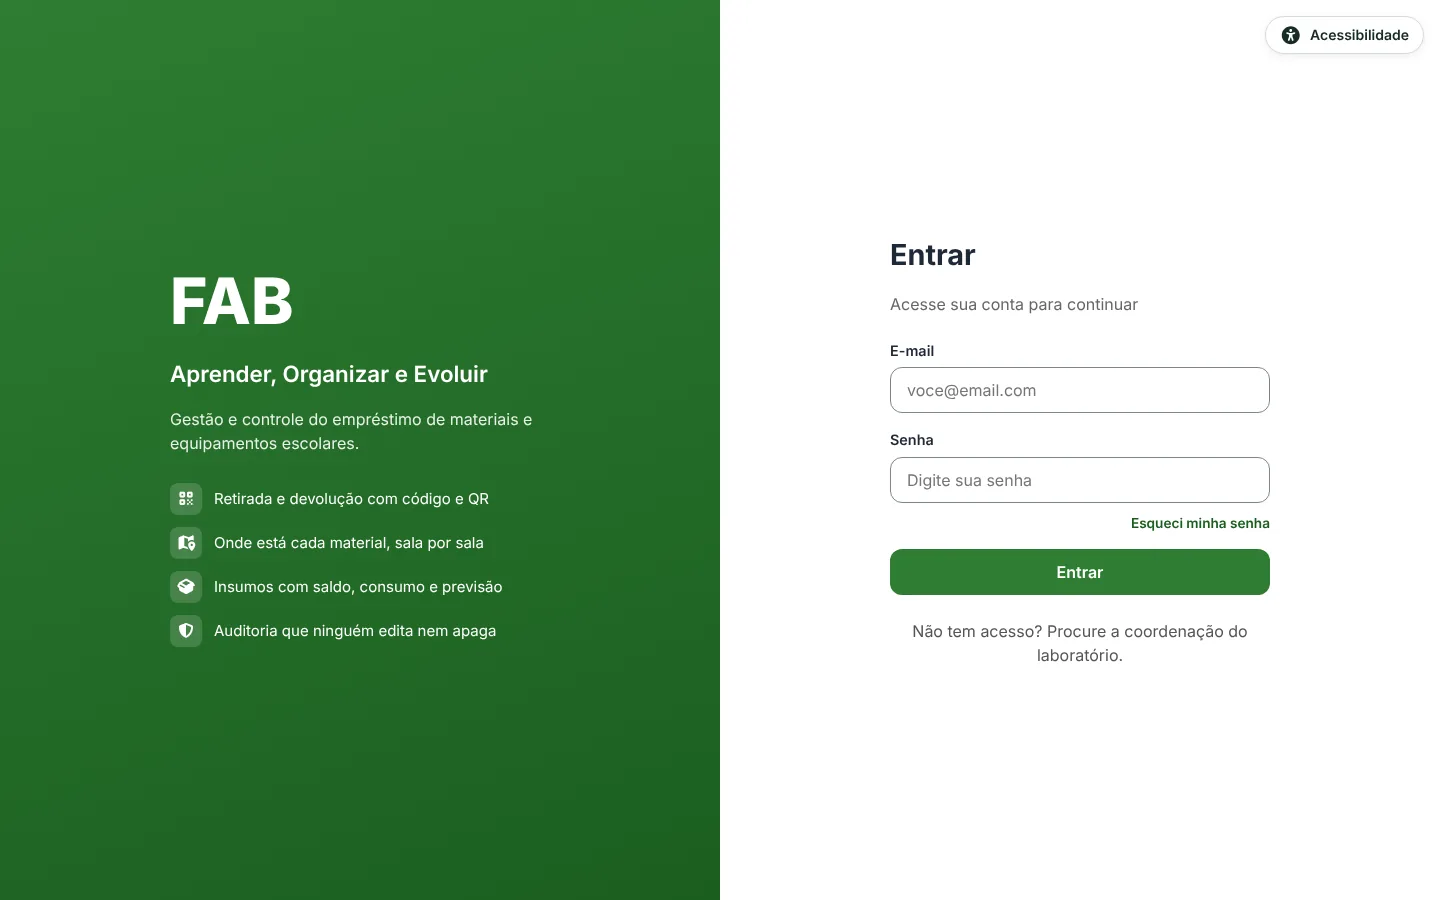 Acessibilidade
FAB
Aprender, Organizar e Evoluir
Gestão e controle do empréstimo de materiais e
equipamentos escolares.
Retirada e devolução com código e QR
Onde está cada material, sala por sala
Insumos com saldo, consumo e previsão
Auditoria que ninguém edita nem apaga
Entrar
Acesse sua conta para continuar
E-mail
voce@email.com
Senha
Digite sua senha
Esqueci minha senha
Entrar
Não tem acesso? Procure a coordenação do
laboratório.